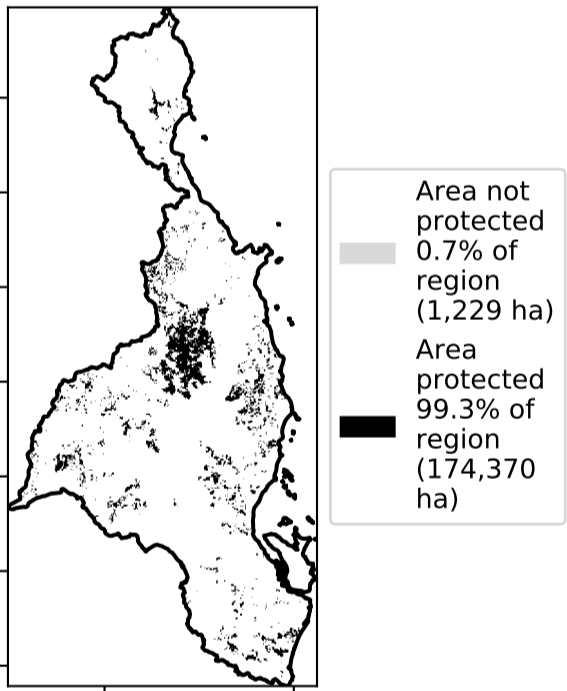 Area not
protected
0.7% of
region
(1,229 ha)
Area
protected
99.3% of
region
(174,370
ha)